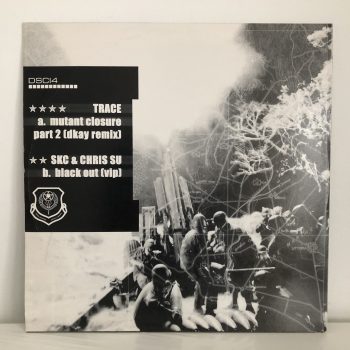 DSCI4
★★★★ TRACE
a. mutant closure
part 2 (dkay remix)
★★ SKC & CHRIS SU
b. black out (vip)